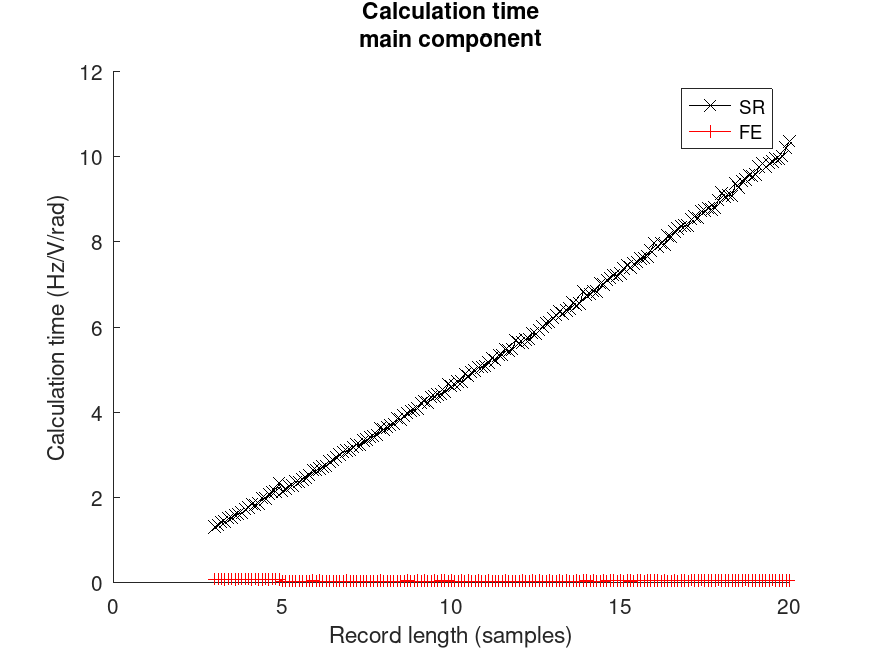 Calculation time
main component
12
10
8
6
4
2
0
0
5
10
15
20
SR
FE
Calculation time (Hz/V/rad)
Record length (samples)